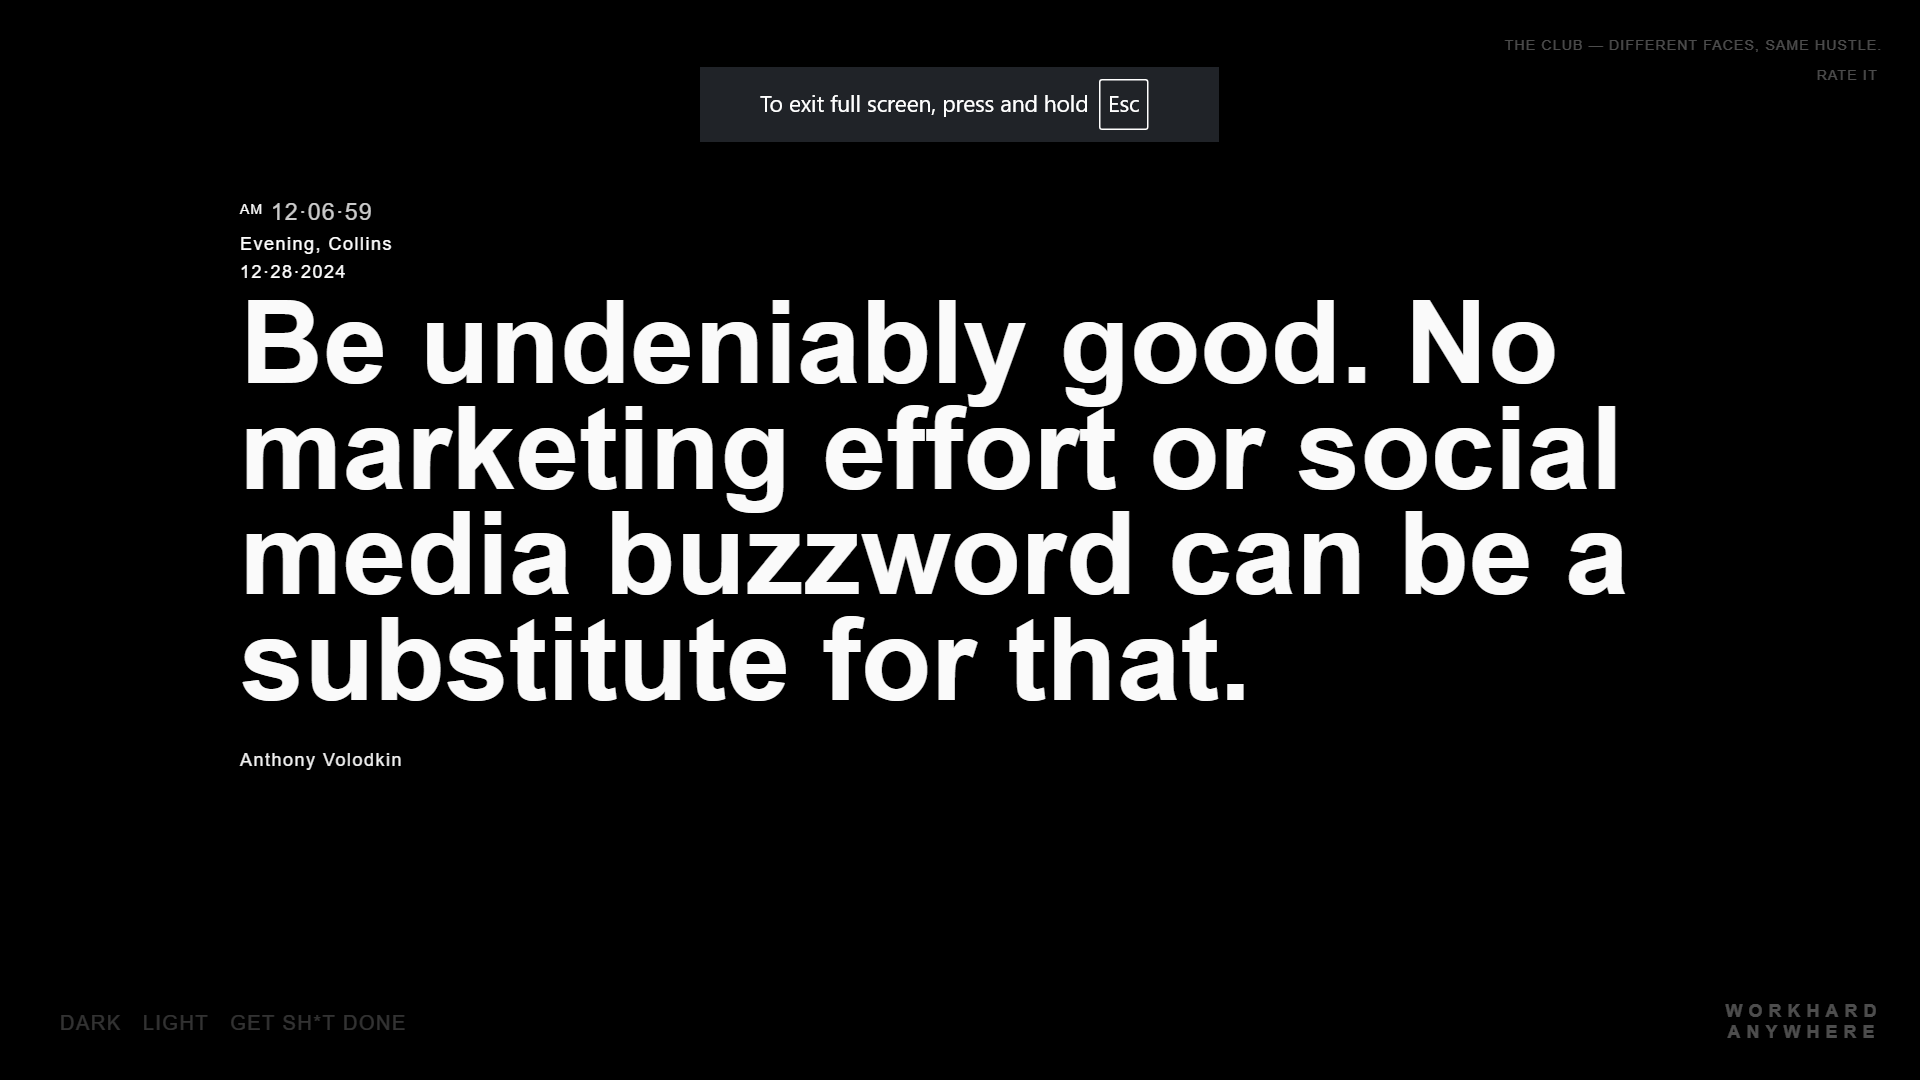 THE CLUB — DIFFERENT FACES, SAME HUSTLE.
RATE IT
To exit full screen, press and hold Esc
AM 12·06·59
Evening, Collins
12·28·2024
Be undeniably good. No
marketing effort or social
media buzzword can be a
substitute for that.
Anthony Volodkin
DARK LIGHT GET SH*T DONE
WORKHARD
ANYWHERE